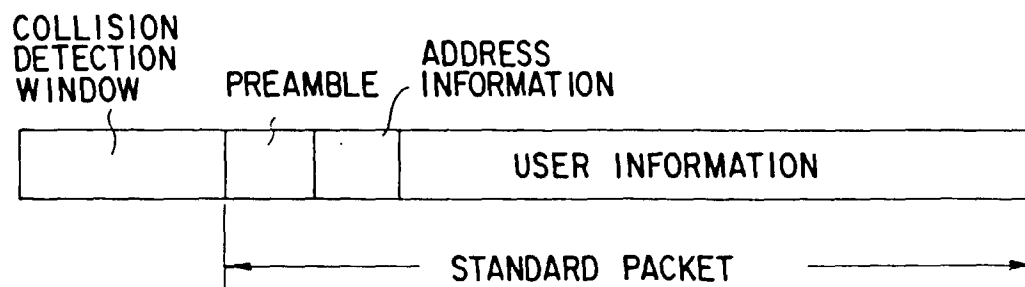 COLLISION
DETECTION
WINDOW
PREAMBLE
ADDRESS
INFORMATION
USER INFORMATION
STANDARD PACKET